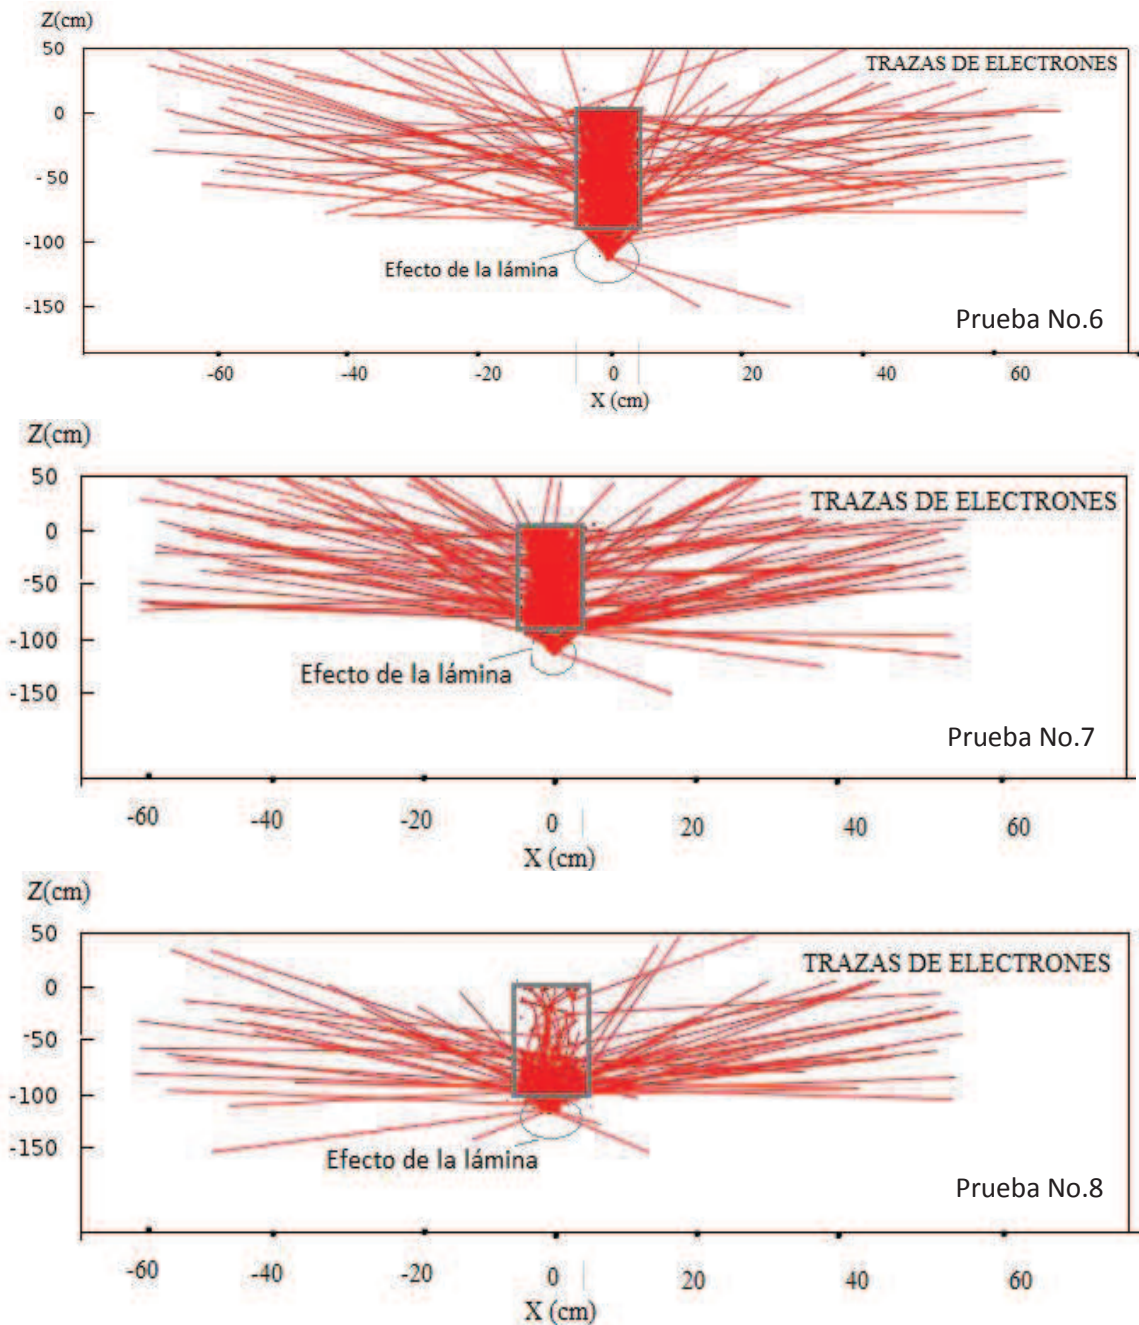 Z(cm)
50
TRAZAS DE ELECTRONES
0
-50
-100
Efecto de la lámina
-150
Prueba No.6
-60 -40 -20 0 20 40 60
X (cm)
Z(cm)
50
TRAZAS DE ELECTRONES
0
-50
-100
Efecto de la lámina
-150
Prueba No.7
-60 -40 -20 0 20 40 60
X (cm)
Z(cm)
50
TRAZAS DE ELECTRONES
0
-50
-100
-150
Efecto de la lámina
Prueba No.8
-60 -40 -20 0 20 40 60
X (cm)